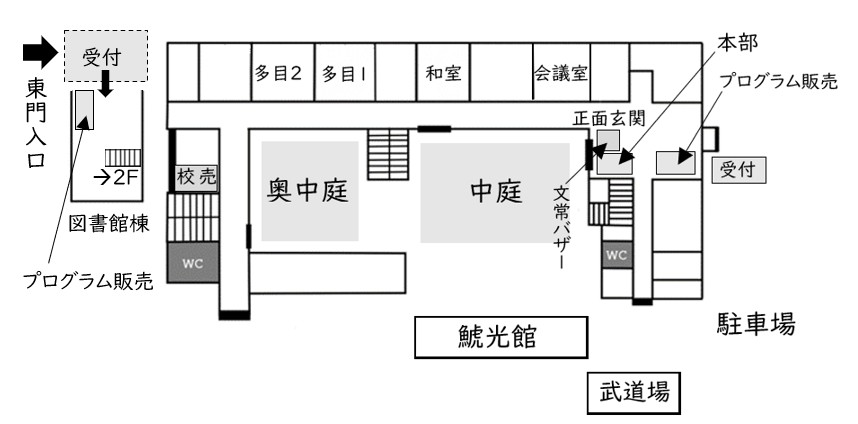 東門
入口
受付
プログラム販売
図書館棟
→2F
WC
校売
奥中庭
多目2
多目1
和室
会議室
中庭
鯱光館
武道場
文常
バザー
正面玄関
WC
本部
プログラム販売
受付
駐車場